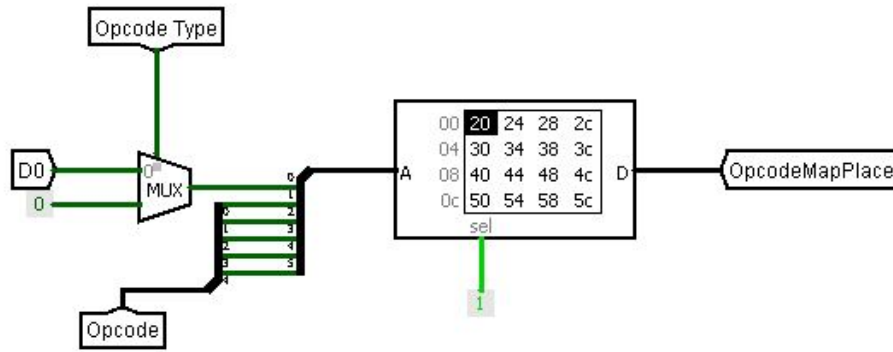 Opcode Type
D0
0
MUX
0
0
1
2
3
4
5
0
1
2
3
4
Opcode
A
00 20 24 28 2c
04 30 34 38 3c
08 40 44 48 4c
0c 50 54 58 5c
D
sel
1
OpcodeMapPlace